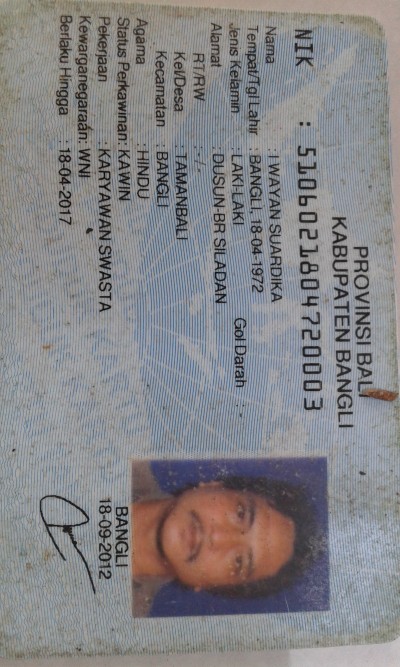 PROVINSI BALI
KABUPATEN BANGLI
NIK : 5106021804720003
Nama : I WAYAN SUARDIKA
Tempat/Tgl Lahir : BANGLI, 18-04-1972
Jenis Kelamin : LAKI-LAKI Gol Darah : -
Alamat : DUSUN-BR SILADAN
RT/RW : - / -
Kel/Desa : TAMANBALI
Kecamatan : BANGLI
Agama : HINDU
Status Perkawinan: KAWIN
Pekerjaan : KARYAWAN SWASTA
Kewarganegaraan: WNI
Berlaku Hingga : 18-04-2017
BANGLI
18-09-2012